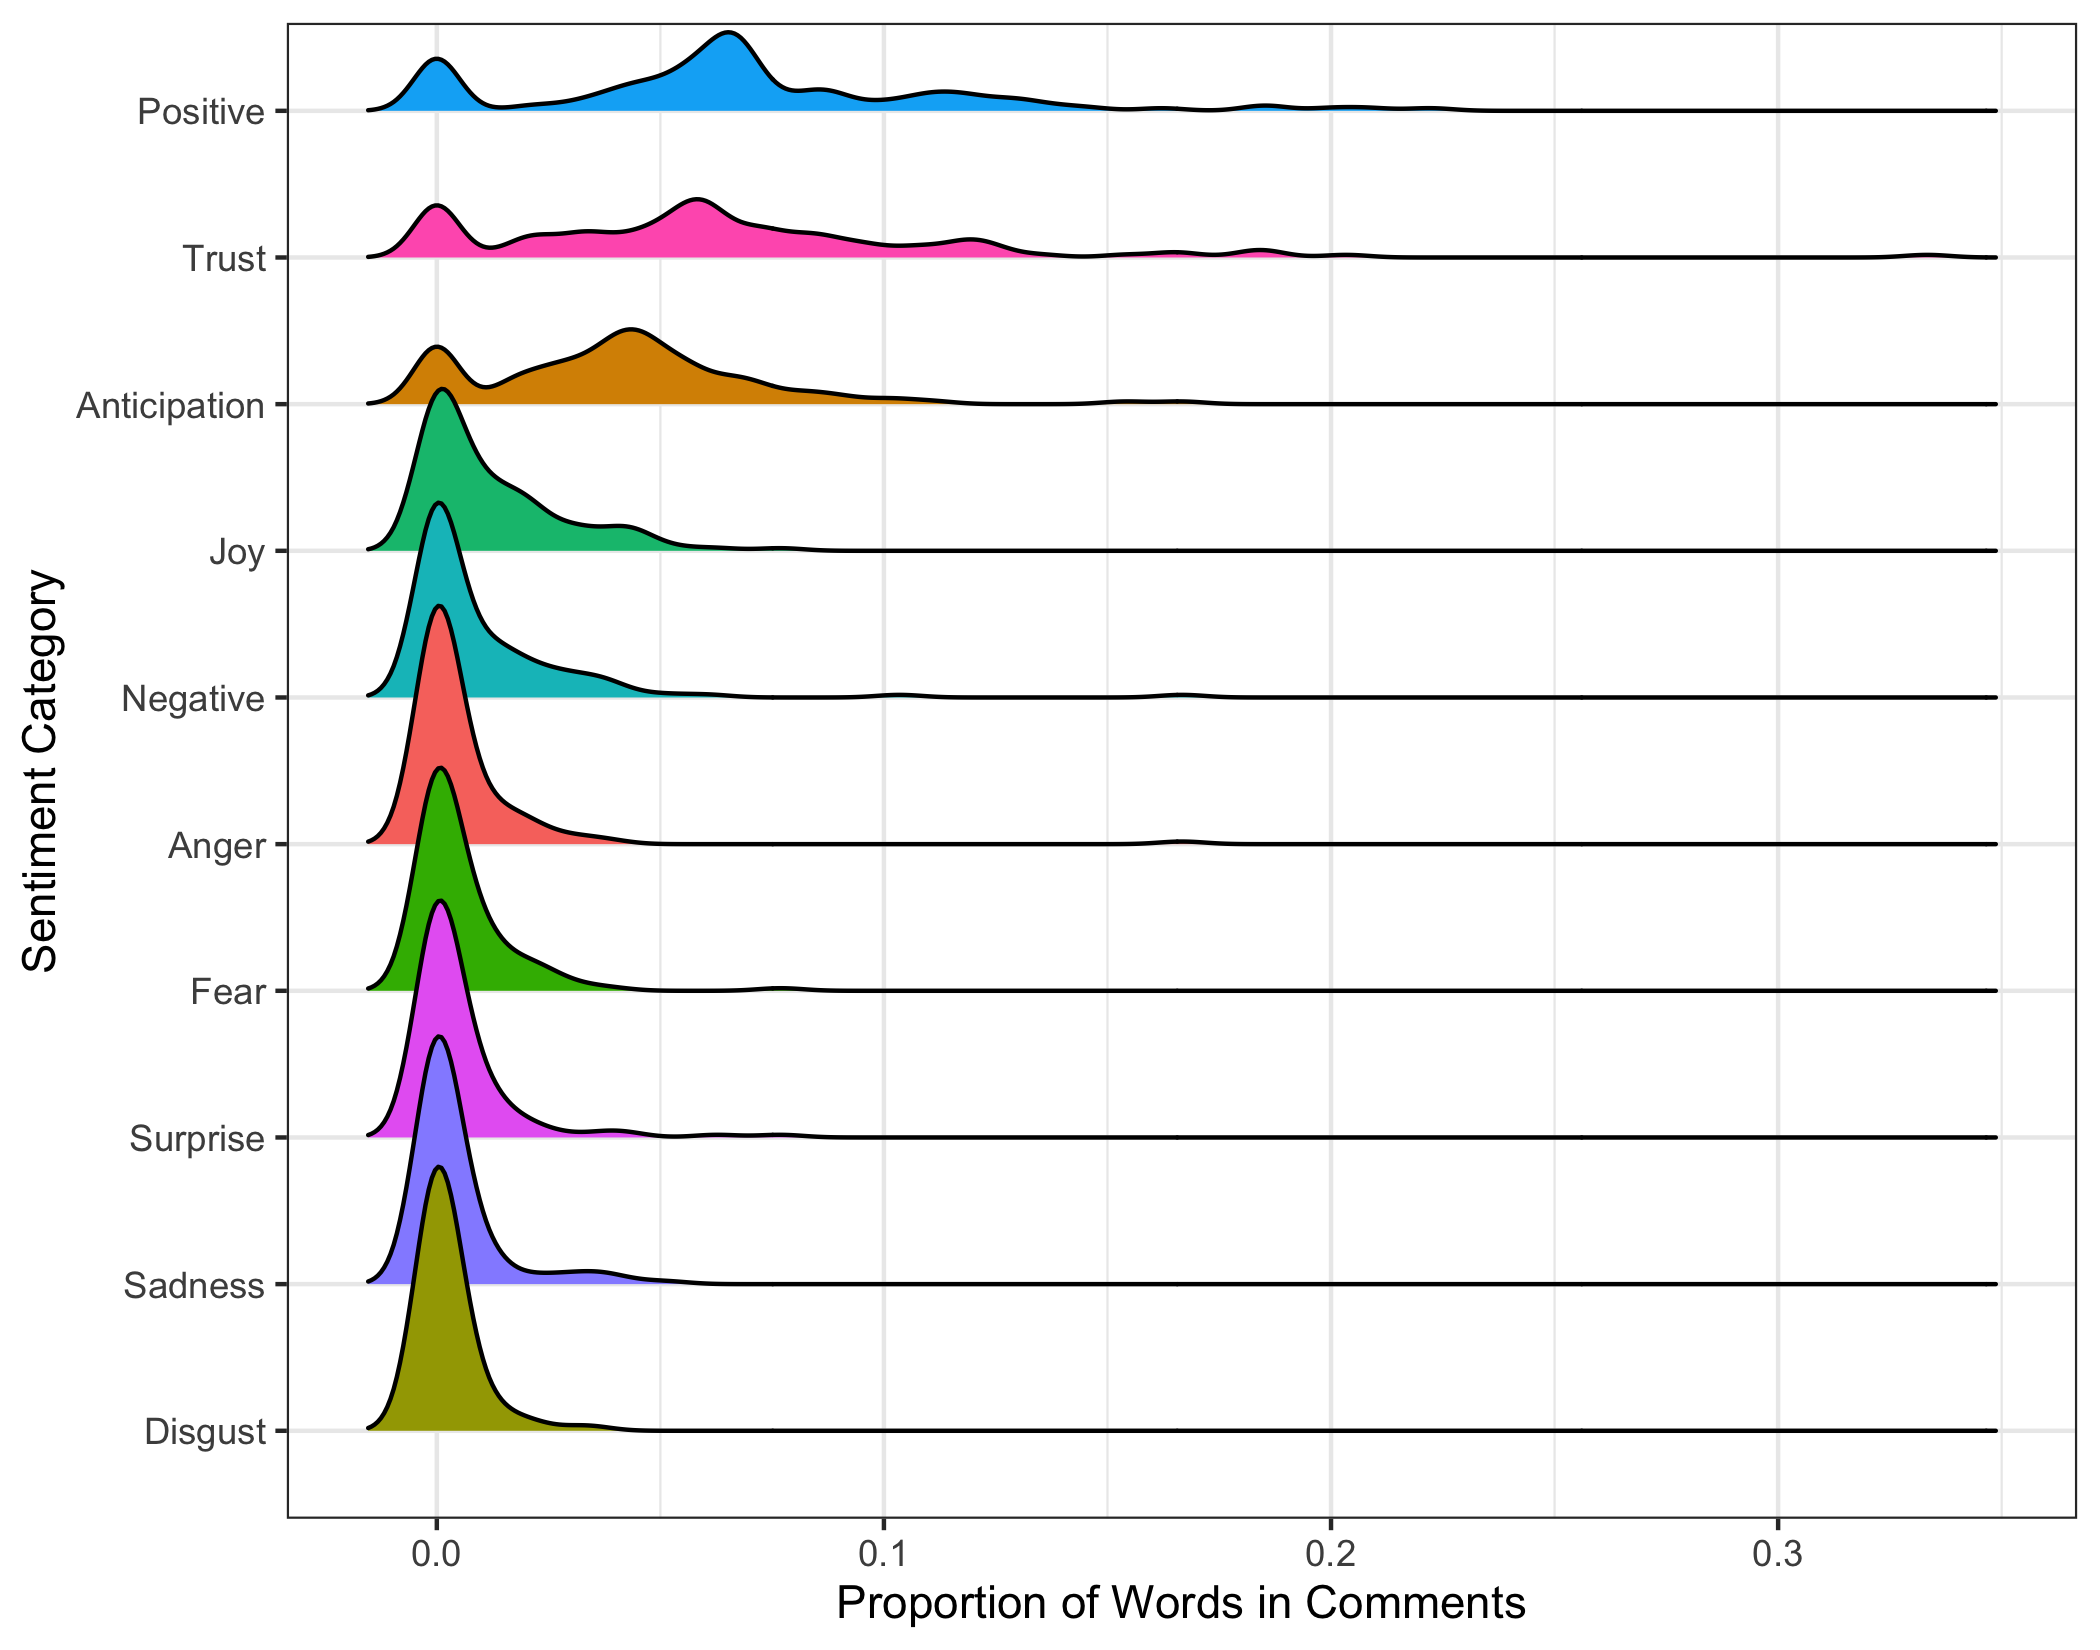 Sentiment Category
Positive
Trust
Anticipation
Joy
Negative
Anger
Fear
Surprise
Sadness
Disgust
0.0 0.1 0.2 0.3
Proportion of Words in Comments